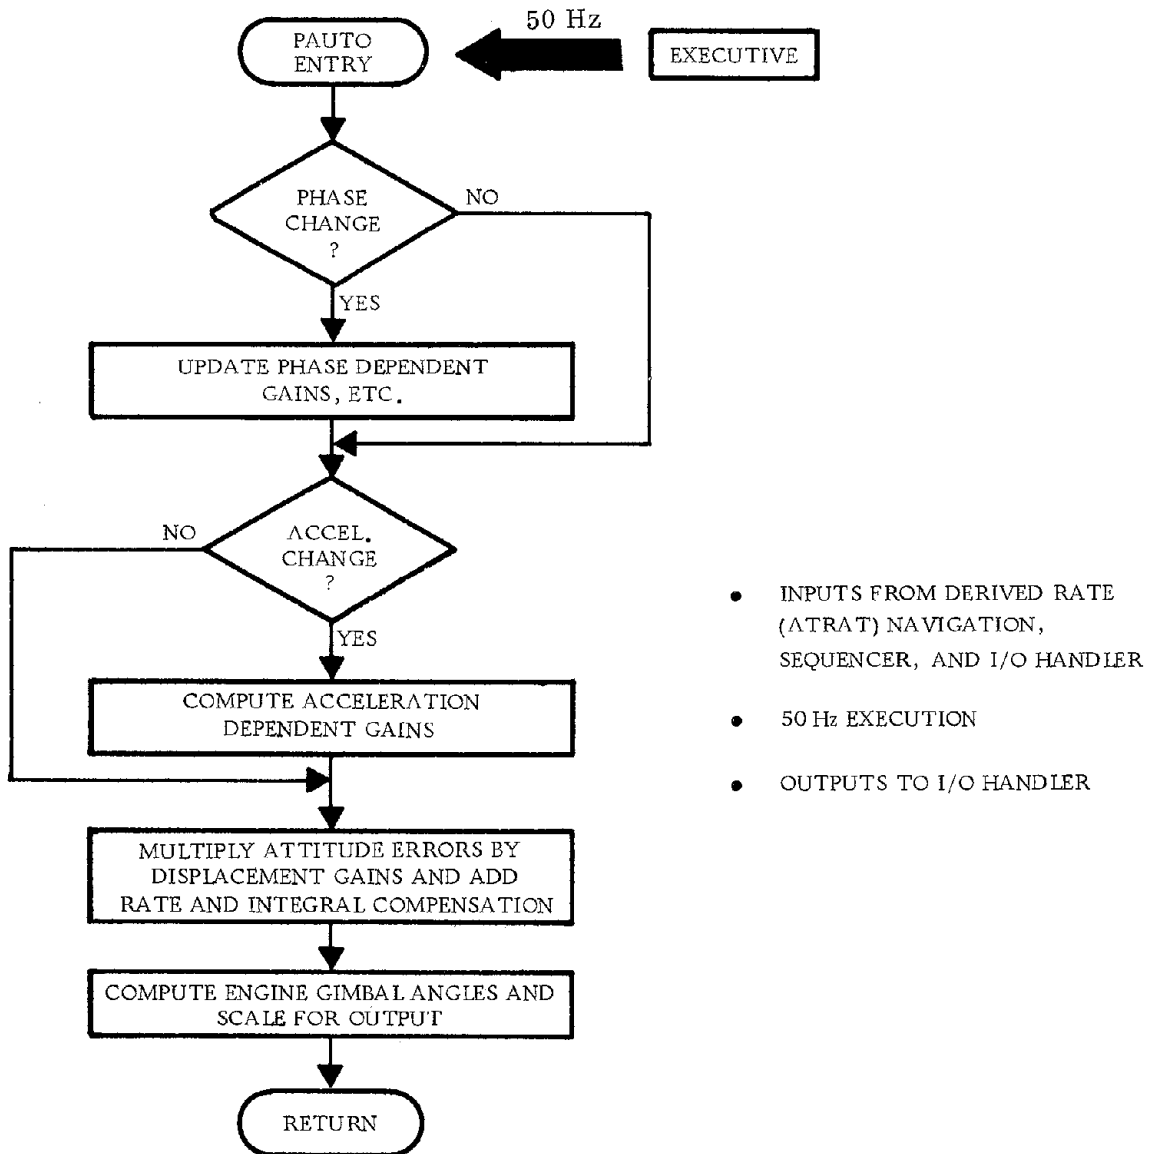 50 Hz
PAUTO
ENTRY
EXECUTIVE
PHASE
CHANGE
?
NO
YES
UPDATE PHASE DEPENDENT
GAINS, ETC.
NO
ACCEL.
CHANGE
?
YES
COMPUTE ACCELERATION
DEPENDENT GAINS
MULTIPLY ATTITUDE ERRORS BY
DISPLACEMENT GAINS AND ADD
RATE AND INTEGRAL COMPENSATION
COMPUTE ENGINE GIMBAL ANGLES AND
SCALE FOR OUTPUT
RETURN
• INPUTS FROM DERIVED RATE
(ATRAT) NAVIGATION,
SEQUENCER, AND I/O HANDLER
• 50 Hz EXECUTION
• OUTPUTS TO I/O HANDLER